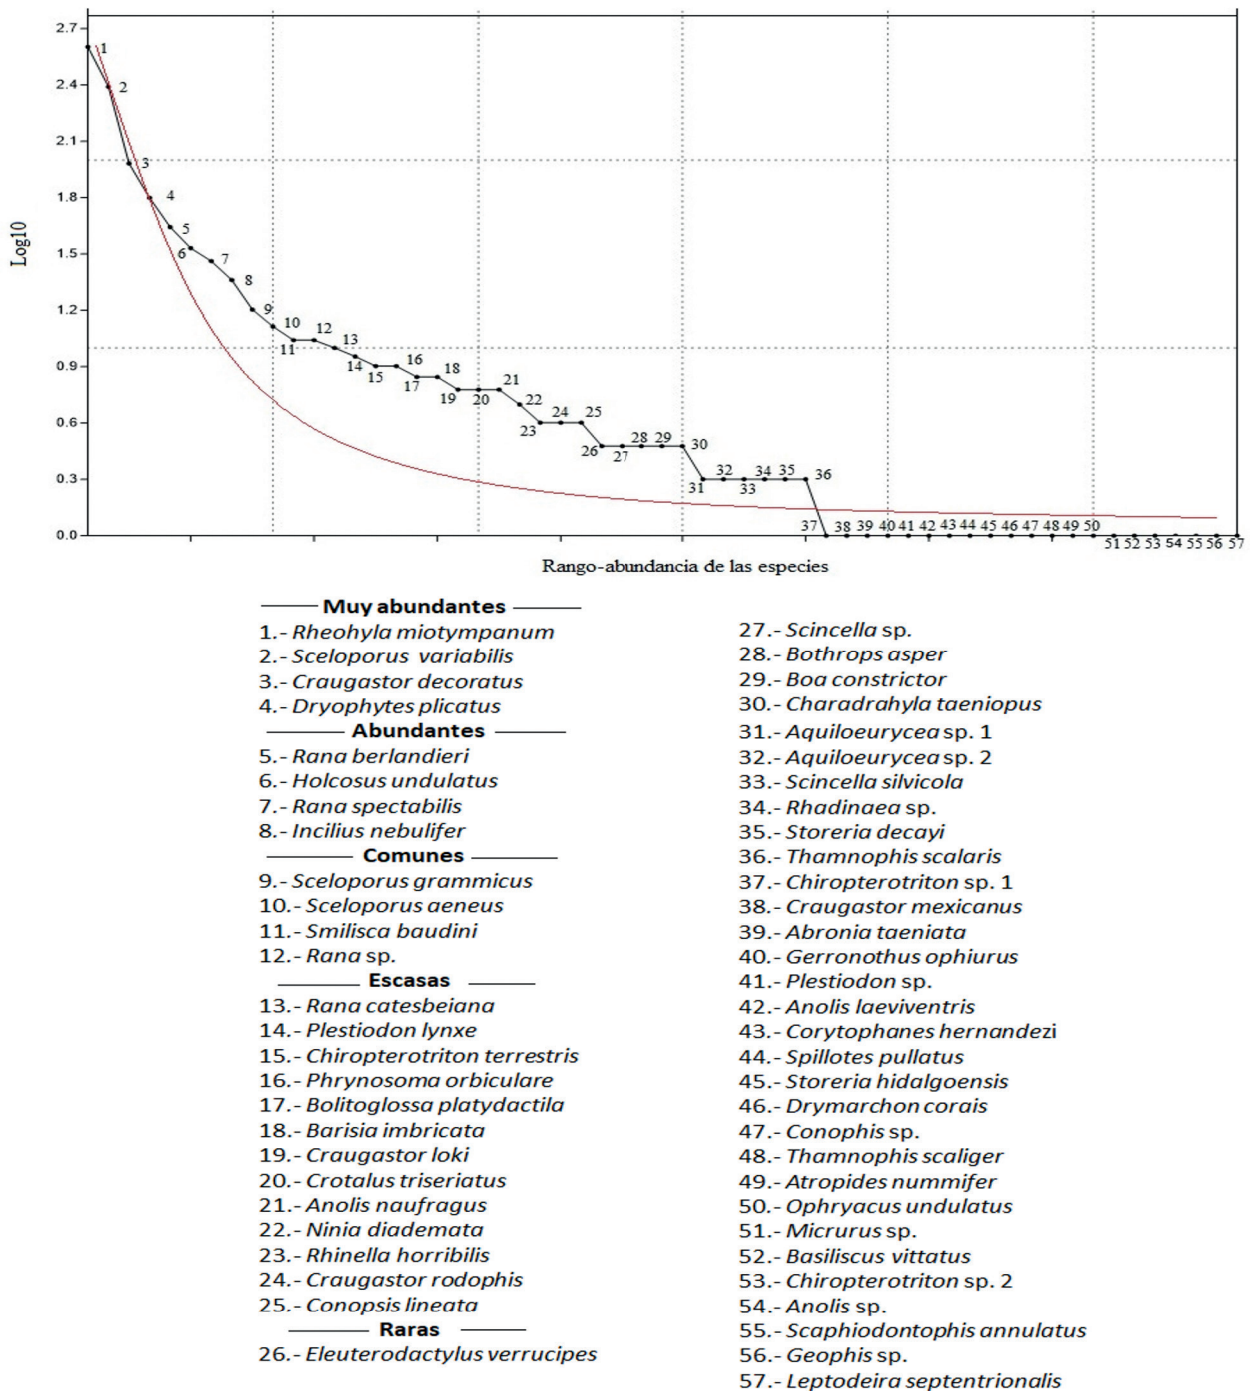 2.7
2.4
2.1
1.8
1.5
1.2
0.9
0.6
0.3
0.0
Log10
1
2
3
4
5
6
7
8
9
10
11
12
13
14
15
16
17
18
19
20
21
22
23
24
25
26
27
28
29
30
31
32
33
34
35
36
37
38
39
40
41
42
43
44
45
46
47
48
49
50
51
52
53
54
55
56
57
Rango-abundancia de las especies
Muy abundantes
1.- Rheohyla miotympanum
2.- Sceloporus variabilis
3.- Craugastor decoratus
4.- Dryophytes plicatus
Abundantes
5.- Rana berlandieri
6.- Holcosus undulatus
7.- Rana spectabilis
8.- Incilius nebulifer
Comunes
9.- Sceloporus grammicus
10.- Sceloporus aeneus
11.- Smilisca baudini
12.- Rana sp.
Escasas
13.- Rana catesbeiana
14.- Plestiodon lynxe
15.- Chiropterotriton terrestris
16.- Phrynosoma orbiculare
17.- Bolitoglossa platydactila
18.- Barisia imbricata
19.- Craugastor loki
20.- Crotalus triseriatus
21.- Anolis naufragus
22.- Ninia diademata
23.- Rhinella horribilis
24.- Craugastor rodophis
25.- Conopsis lineata
Raras
26.- Eleuterodactylus verrucipes
27.- Scincella sp.
28.- Bothrops asper
29.- Boa constrictor
30.- Charadrahyla taeniopus
31.- Aquiloeurycea sp. 1
32.- Aquiloeurycea sp. 2
33.- Scincella silvicola
34.- Rhadinaea sp.
35.- Storeria decayi
36.- Thamnophis scalaris
37.- Chiropterotriton sp. 1
38.- Craugastor mexicanus
39.- Abronia taeniata
40.- Gerronothus ophiurus
41.- Plestiodon sp.
42.- Anolis laeviventris
43.- Corytophanes hernandezi
44.- Spillotes pullatus
45.- Storeria hidalgoensis
46.- Drymarchon corais
47.- Conophis sp.
48.- Thamnophis scaliger
49.- Atropides nummifer
50.- Ophryacus undulatus
51.- Micrurus sp.
52.- Basiliscus vittatus
53.- Chiropterotriton sp. 2
54.- Anolis sp.
55.- Scaphiodontophis annulatus
56.- Geophis sp.
57.- Leptodeira septentrionalis